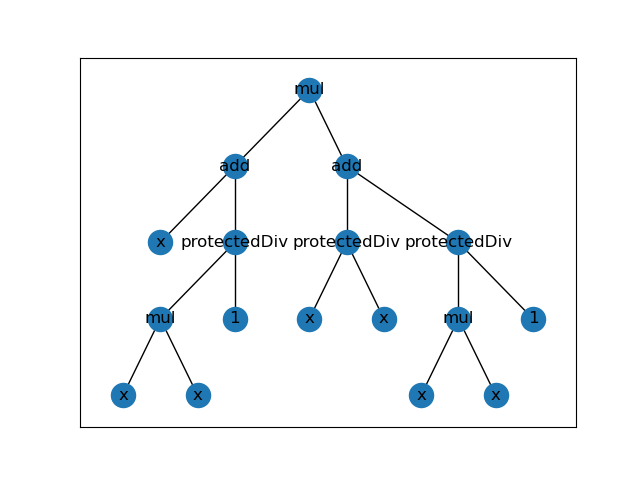 mul
add add
x protectedDiv protectedDiv protectedDiv
mul 1 x x mul 1
x x x x